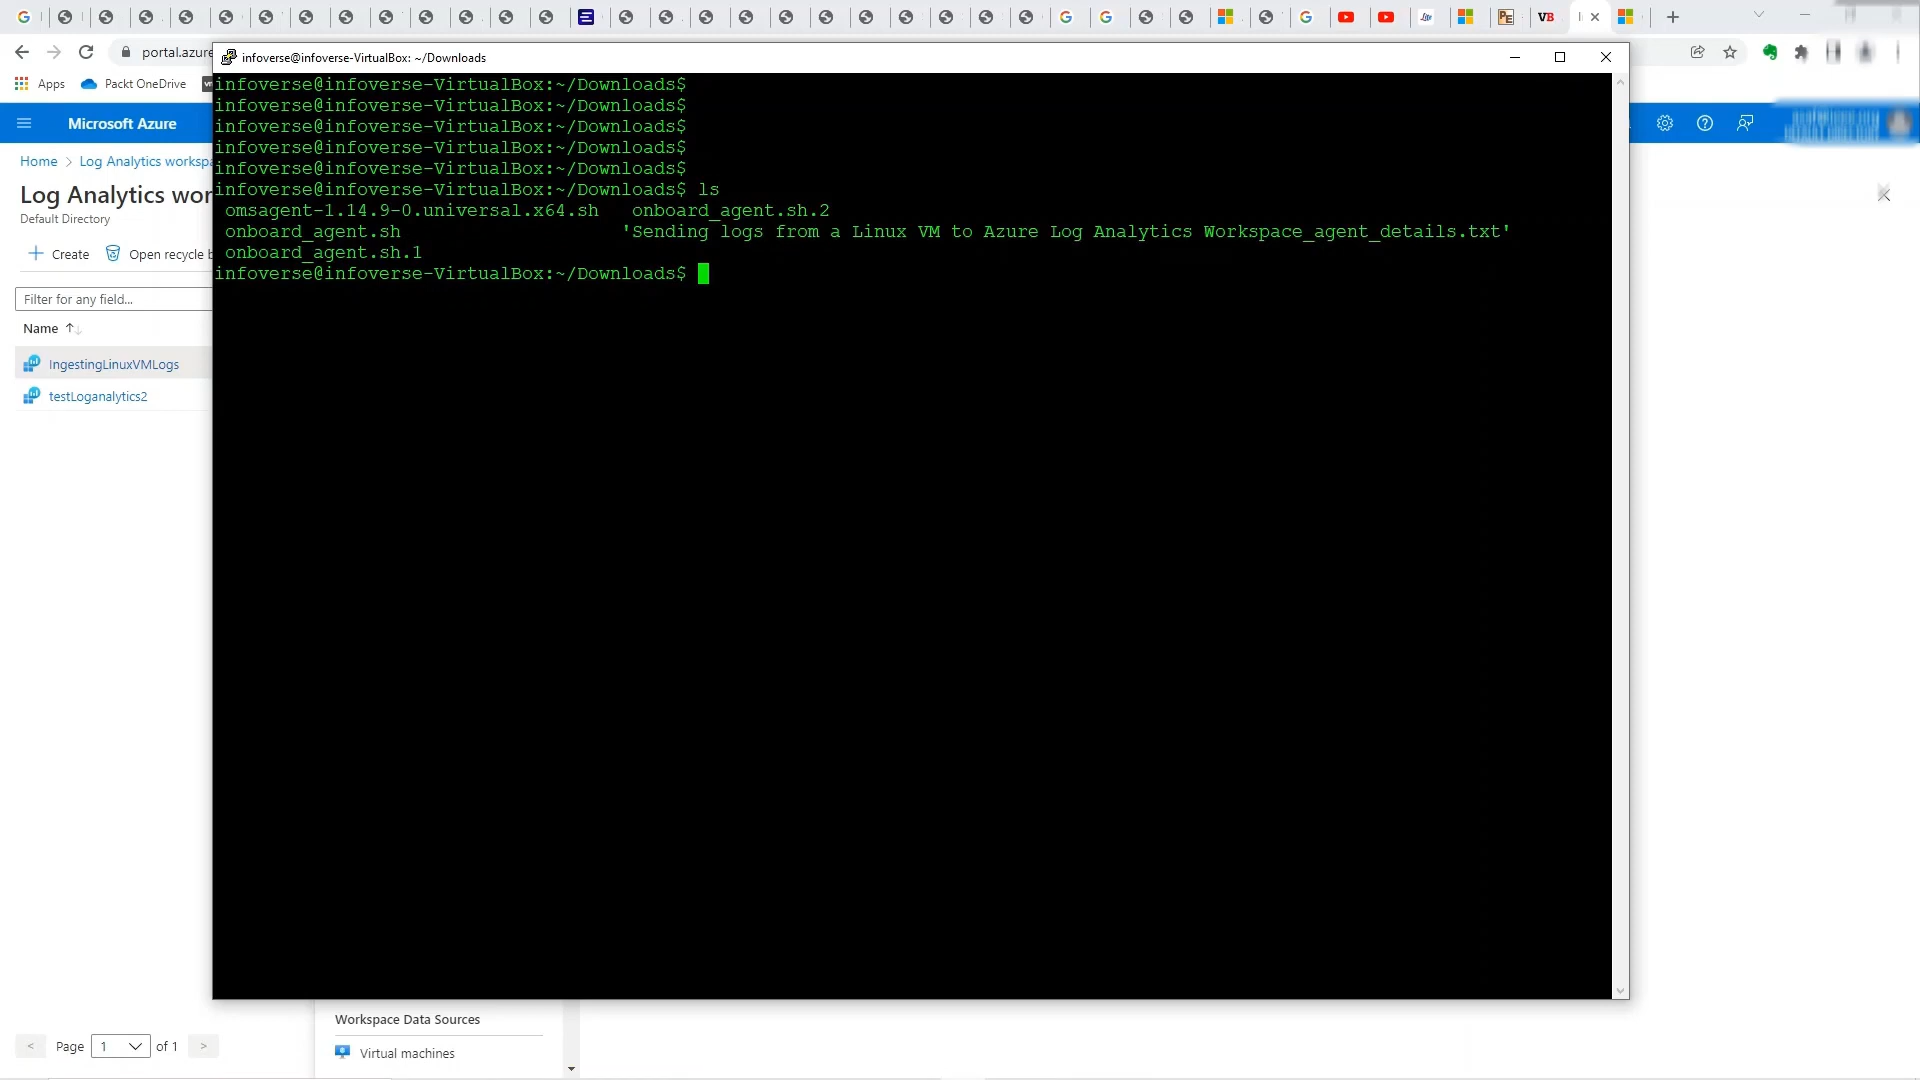 portal.azure
Apps
Packt OneDrive
infoverse@infoverse-VirtualBox: ~/Downloads
infoverse@infoverse-VirtualBox:~/Downloads$
infoverse@infoverse-VirtualBox:~/Downloads$
infoverse@infoverse-VirtualBox:~/Downloads$
infoverse@infoverse-VirtualBox:~/Downloads$
infoverse@infoverse-VirtualBox:~/Downloads$
infoverse@infoverse-VirtualBox:~/Downloads$ ls
omsagent-1.14.9-0.universal.x64.sh onboard_agent.sh.2
onboard_agent.sh 'Sending logs from a Linux VM to Azure Log Analytics Workspace_agent_details.txt'
onboard_agent.sh.1
infoverse@infoverse-VirtualBox:~/Downloads$
Microsoft Azure
Home > Log Analytics workspa
Log Analytics wor
Default Directory
Create
Open recycle b
Filter for any field...
Name
IngestingLinuxVMLogs
testLoganalytics2
< Page 1 of 1 >
Workspace Data Sources
Virtual machines